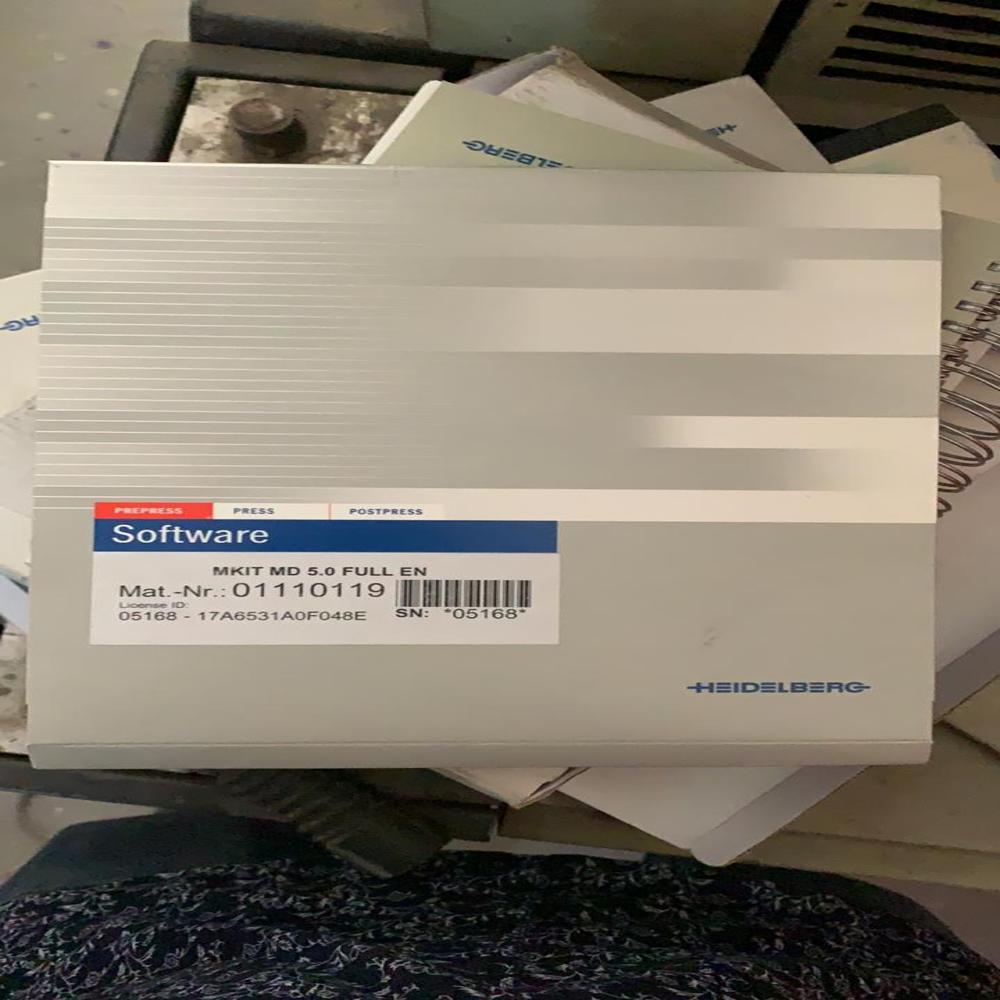 HEIDELBERG
PREPRESS PRESS POSTPRESS
Software
MKIT MD 5.0 FULL EN
Mat.-Nr.: 01110119
License ID:
05168 - 17A6531A0F048E
SN: *05168*
HEIDELBERG